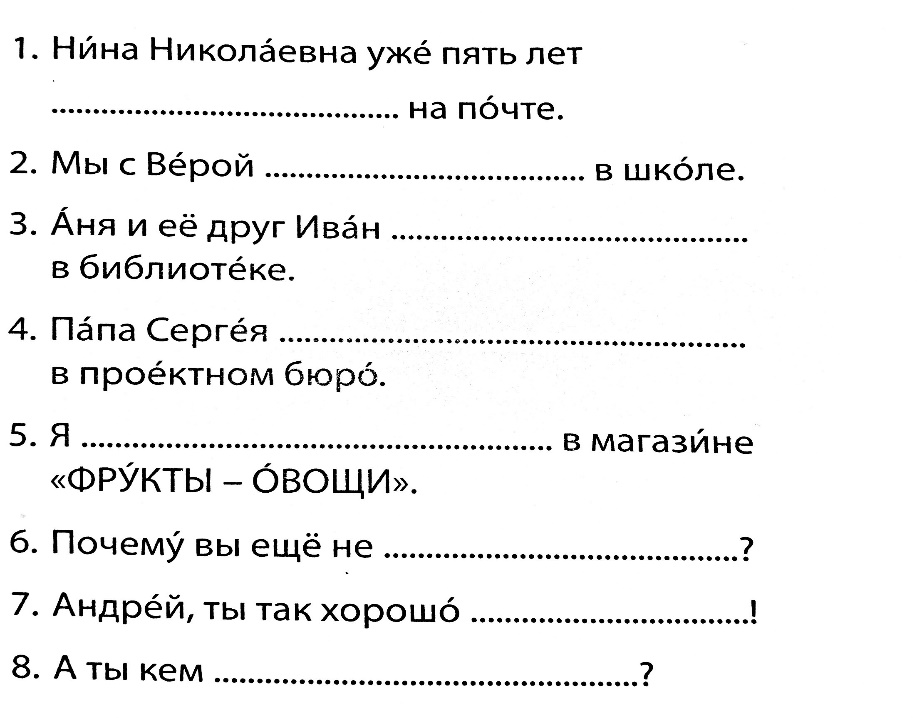 1. Ни́на Никола́евна уже́ пять лет
.......................................... на по́чте.
2. Мы с Ве́рой ....................................... в шко́ле.
3. А́ня и её друг Ива́н ...........................................
в библиоте́ке.
4. Па́па Серге́я ........................................................
в прое́ктном бюро́.
5. Я ......................................................... в магази́не
«ФРУ́КТЫ – О́ВОЩИ».
6. Почему́ вы ещё не ...........................................?
7. Андре́й, ты так хорошо́ ..................................!
8. А ты кем ...................................................?